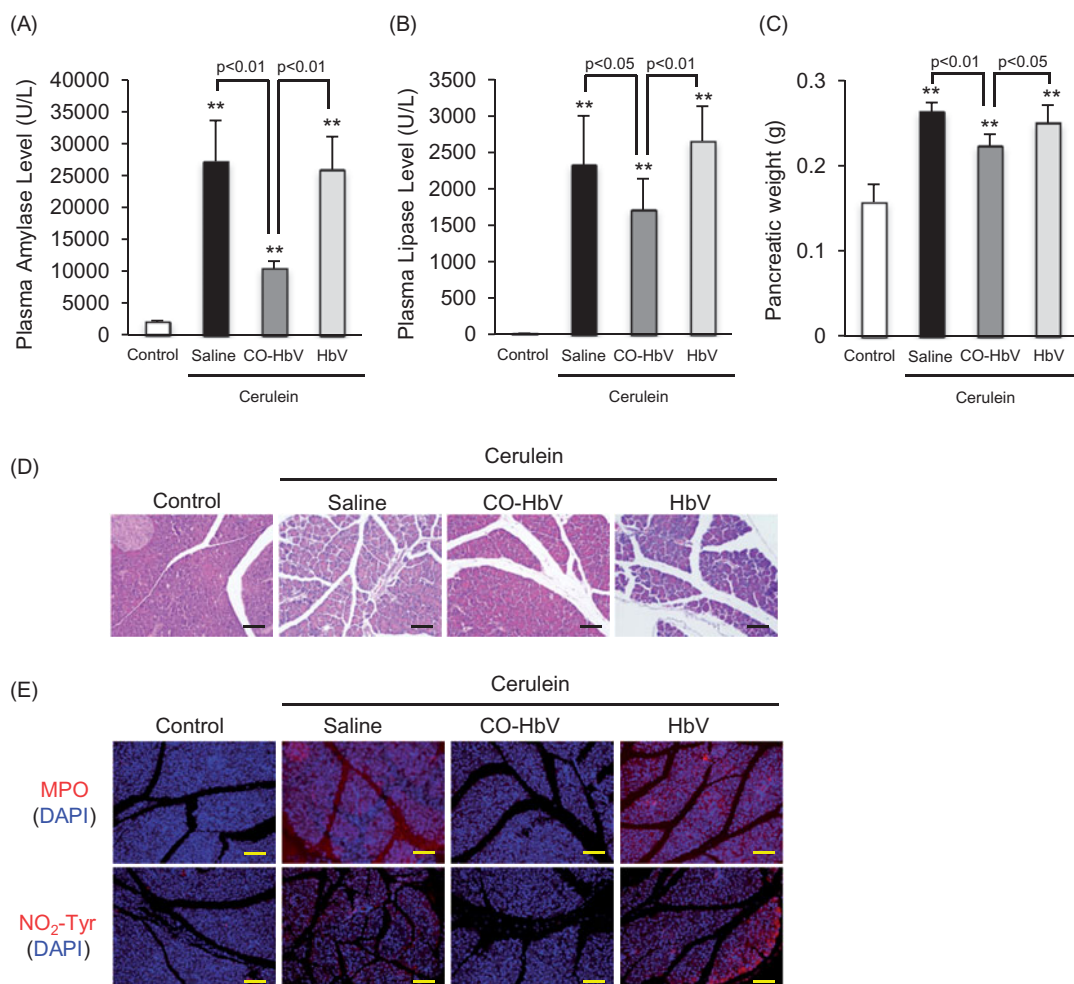 (A)
p<0.01 p<0.01
Plasma Amylase Level (U/L)
40000
35000
30000
25000
20000
15000
10000
5000
0
** ** **
Control Saline CO-HbV HbV
Cerulein
(B)
p<0.05 p<0.01
Plasma Lipase Level (U/L)
3500
3000
2500
2000
1500
1000
500
0
** ** **
Control Saline CO-HbV HbV
Cerulein
(C)
p<0.01 p<0.05
Pancreatic weight (g)
0.3
0.2
0.1
0
** ** **
Control Saline CO-HbV HbV
Cerulein
(D)
Cerulein
Control Saline CO-HbV HbV
(E)
Cerulein
Control Saline CO-HbV HbV
MPO
(DAPI)
NO₂-Tyr
(DAPI)